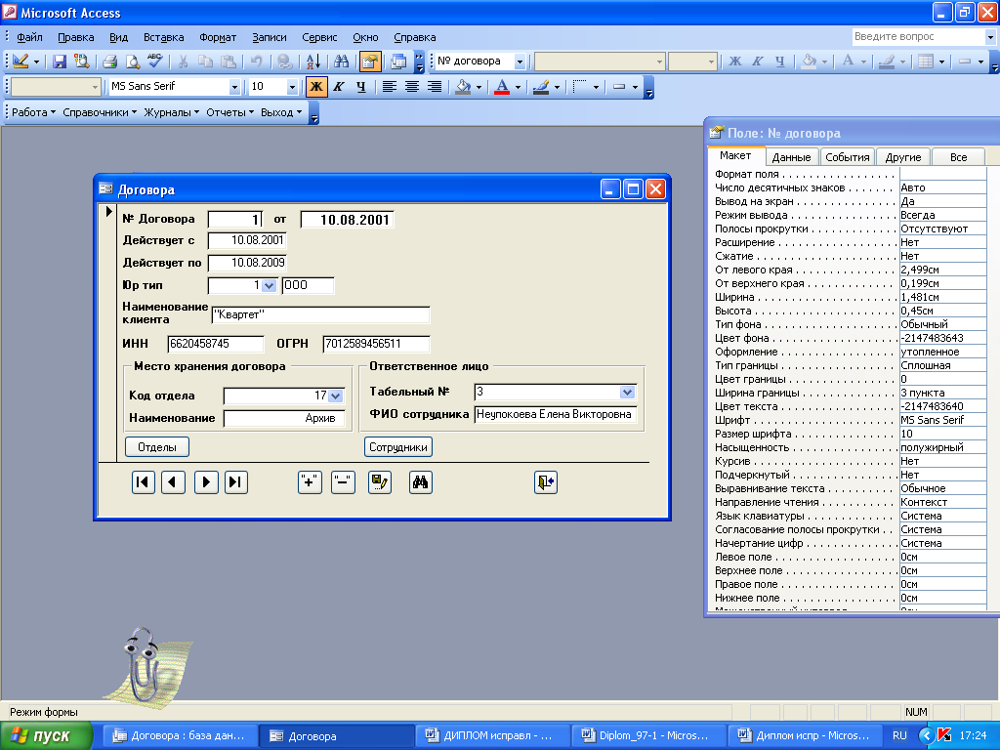 Microsoft Access
Файл Правка Вид Вставка Формат Записи Сервис Окно Справка Введите вопрос
№ договора Ж К Ч
MS Sans Serif 10 Ж К Ч
Работа Справочники Журналы Отчеты Выход
Поле: № договора
Макет Данные События Другие Все
Формат поля
Число десятичных знаков Авто
Вывод на экран Да
Режим вывода Всегда
Полосы прокрутки Отсутствуют
Расширение Нет
Сжатие Нет
От левого края 2,499см
От верхнего края 0,199см
Ширина 1,481см
Высота 0,45см
Тип фона Обычный
Цвет фона -2147483643
Оформление утопленное
Тип границы Сплошная
Цвет границы 0
Ширина границы 3 пункта
Цвет текста -2147483640
Шрифт MS Sans Serif
Размер шрифта 10
Насыщенность полужирный
Курсив Нет
Подчеркнутый Нет
Выравнивание текста Обычное
Направление чтения Контекст
Язык клавиатуры Система
Согласование полосы прокрутки Система
Начертание цифр Система
Левое поле 0см
Верхнее поле 0см
Правое поле 0см
Нижнее поле 0см
Договора
№ Договора 1 от 10.08.2001
Действует с 10.08.2001
Действует по 10.08.2009
Юр тип 1 ООО
Наименование
клиента "Квартет"
ИНН 6620458745 ОГРН 7012589456511
Место хранения договора
Код отдела 17
Наименование Архив
Ответственное лицо
Табельный № 3
ФИО сотрудника Неупокоева Елена Викторовна
Отделы Сотрудники
"+" "−"
Режим формы NUM
пуск Договора : база дан... Договора ДИПЛОМ исправл - ... Diplom_97-1 - Micros... Диплом испр - Micros... RU 17:24